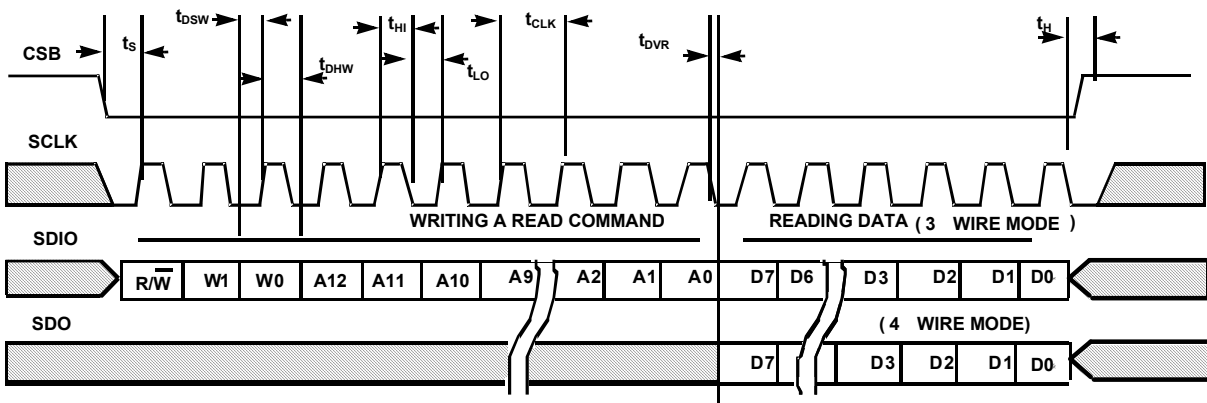 tDSW tHI tCLK tH
tS tDVR
CSB tDHW tLO
SCLK
WRITING A READ COMMAND READING DATA ( 3 WIRE MODE )
SDIO
R/W̅ W1 W0 A12 A11 A10 A9 A2 A1 A0 D7 D6 D3 D2 D1 D0
SDO ( 4 WIRE MODE)
D7 D3 D2 D1 D0